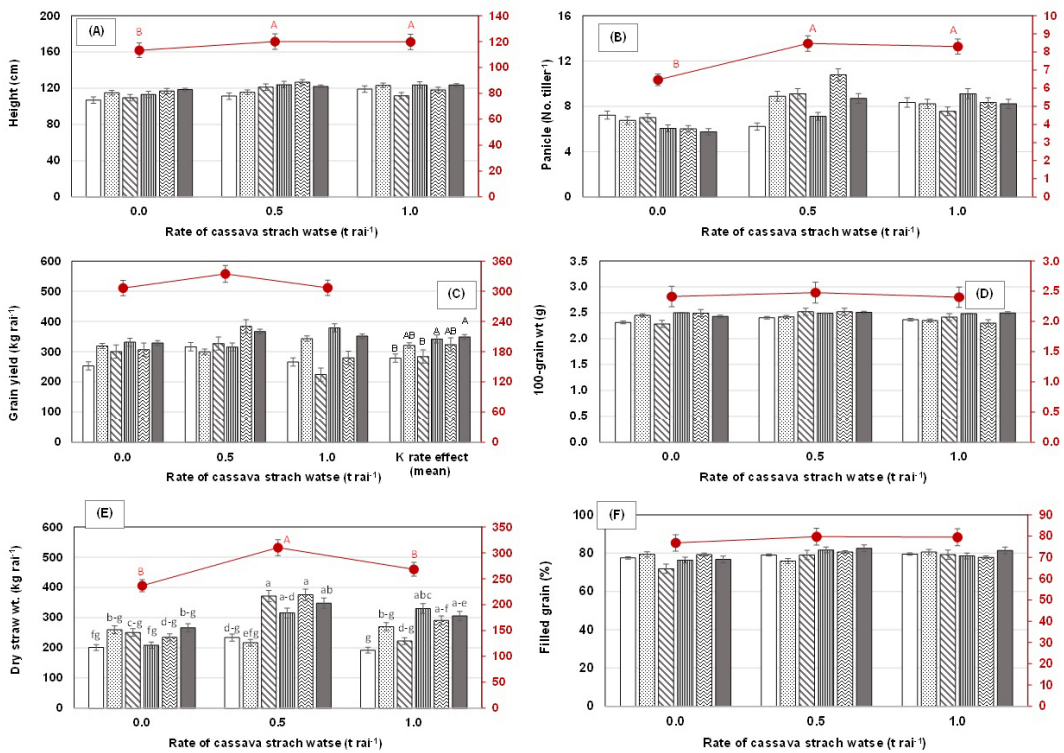 (A)
Height (cm)
200
160
120
80
40
0
140
120
100
80
60
40
20
0
B
A
A
0.0
0.5
1.0
Rate of cassava strach watse (t rai⁻¹)
(B)
Panicle (No. tiller⁻¹)
16
12
8
4
0
10
9
8
7
6
5
4
3
2
1
0
B
A
A
0.0
0.5
1.0
Rate of cassava strach watse (t rai⁻¹)
(C)
Grain yield (kg rai⁻¹)
600
500
400
300
200
100
0
360
300
240
180
120
60
0
B
AB
B
A
AB
A
0.0
0.5
1.0
K rate effect
(mean)
Rate of cassava strach watse (t rai⁻¹)
(D)
100-grain wt (g)
3.5
3.0
2.5
2.0
1.5
1.0
0.5
0.0
3.0
2.5
2.0
1.5
1.0
0.5
0.0
0.0
0.5
1.0
Rate of cassava strach watse (t rai⁻¹)
(E)
Dry straw wt. (kg rai⁻¹)
600
500
400
300
200
100
0
350
300
250
200
150
100
50
0
B
A
B
fg
b-g
c-g
fg
d-g
b-g
d-g
efg
a
a-d
a
ab
g
b-g
d-g
abc
a-f
a-e
0.0
0.5
1.0
Rate of cassava strach watse (t rai⁻¹)
(F)
Filled grain (%)
100
80
60
40
20
0
90
80
70
60
50
40
30
20
10
0
0.0
0.5
1.0
Rate of cassava strach watse (t rai⁻¹)